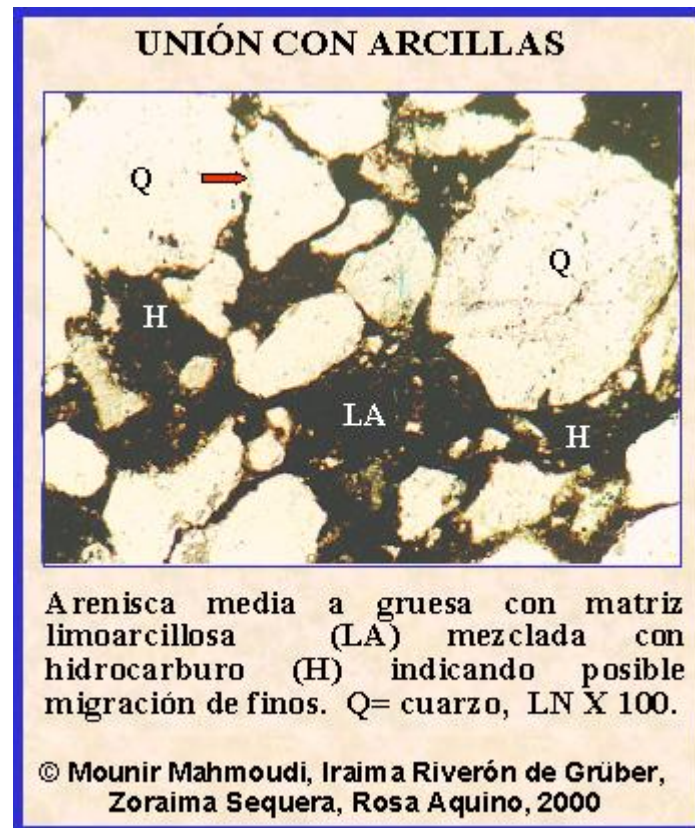 UNIÓN CON ARCILLAS
Q
Q
H
LA
H
Arenisca media a gruesa con matriz
limoarcillosa (LA) mezclada con
hidrocarburo (H) indicando posible
migración de finos. Q= cuarzo, LN X 100.
© Mounir Mahmoudi, Iraima Riverón de Grüber,
Zoraima Sequera, Rosa Aquino, 2000